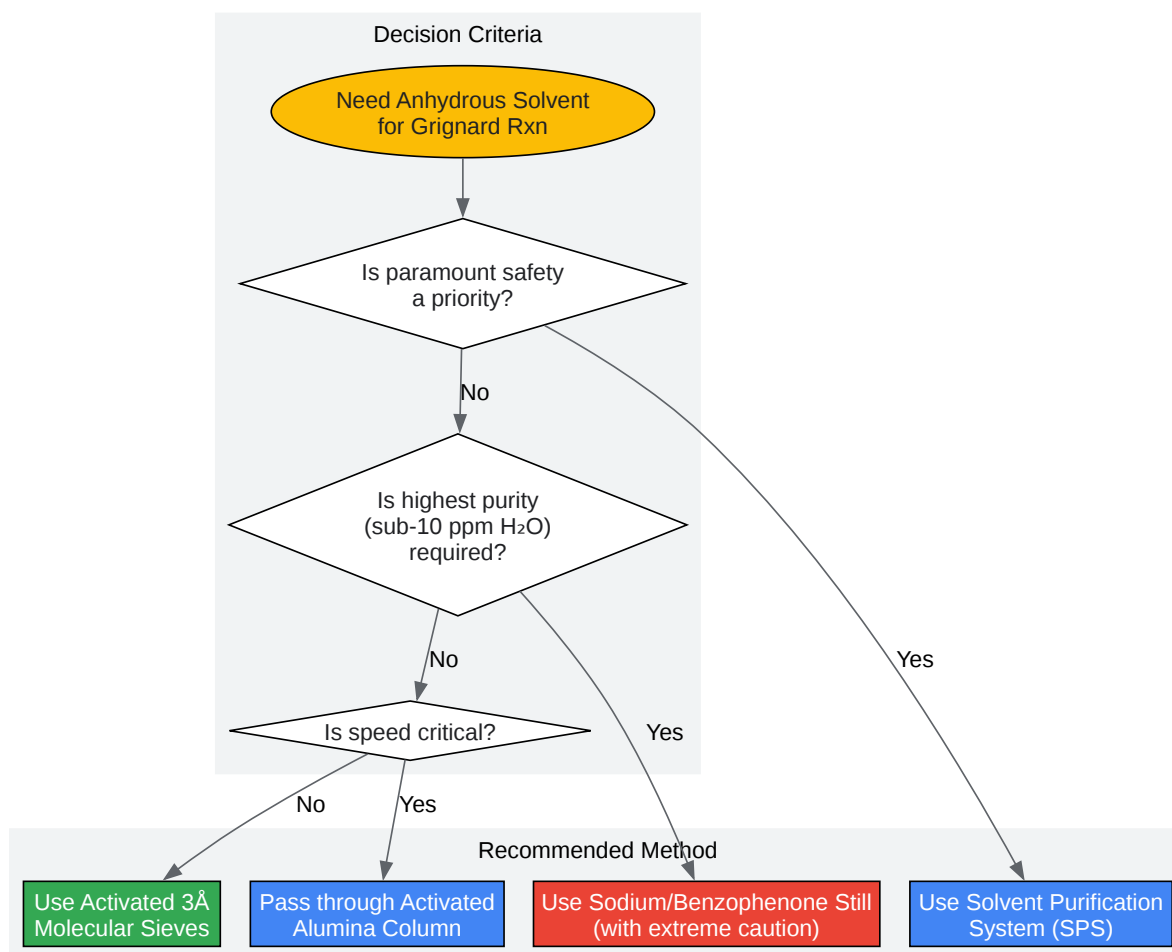 Decision Criteria
Need Anhydrous Solvent
for Grignard Rxn
Is paramount safety
a priority?
No
Is highest purity
(sub-10 ppm H₂O)
required?
Yes
No
Is speed critical?
Yes
No
Yes
Recommended Method
Use Activated 3Å
Molecular Sieves
Pass through Activated
Alumina Column
Use Sodium/Benzophenone Still
(with extreme caution)
Use Solvent Purification
System (SPS)